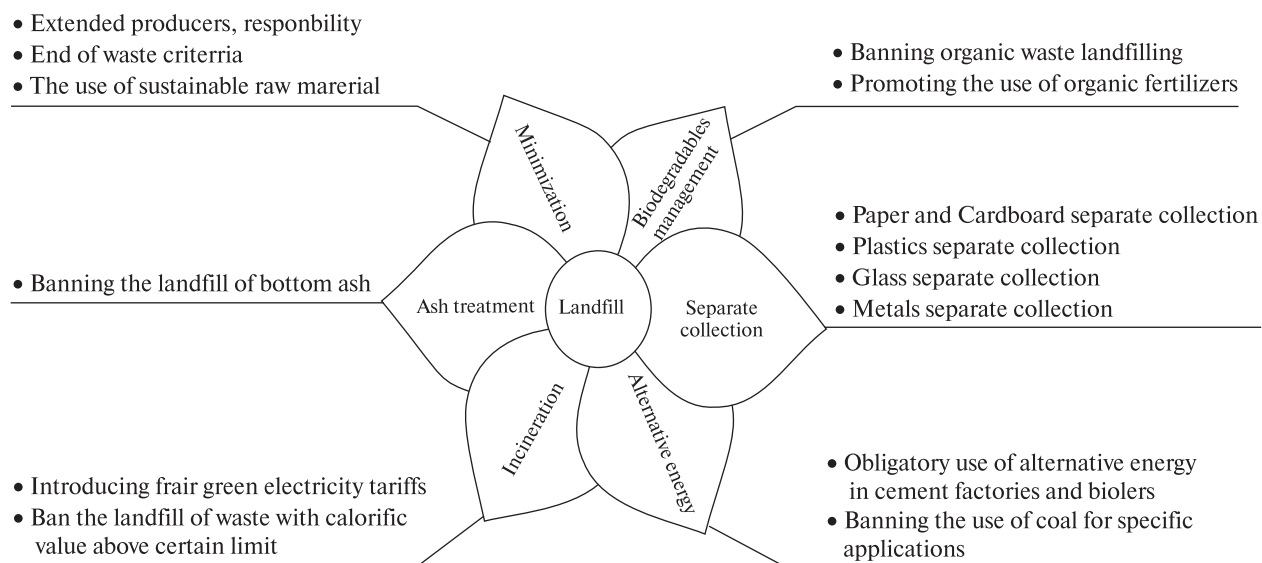 • Extended producers, responbility
• End of waste criterria
• The use of sustainable raw marerial
• Banning organic waste landfilling
• Promoting the use of organic fertilizers
Minimization
Biodegradables
management
• Paper and Cardboard separate collection
• Plastics separate collection
• Glass separate collection
• Metals separate collection
• Banning the landfill of bottom ash
Ash treatment
Landfill
Separate
collection
Incineration
Alternative energy
• Introducing frair green electricity tariffs
• Ban the landfill of waste with calorific
value above certain limit
• Obligatory use of alternative energy
in cement factories and biolers
• Banning the use of coal for specific
applications